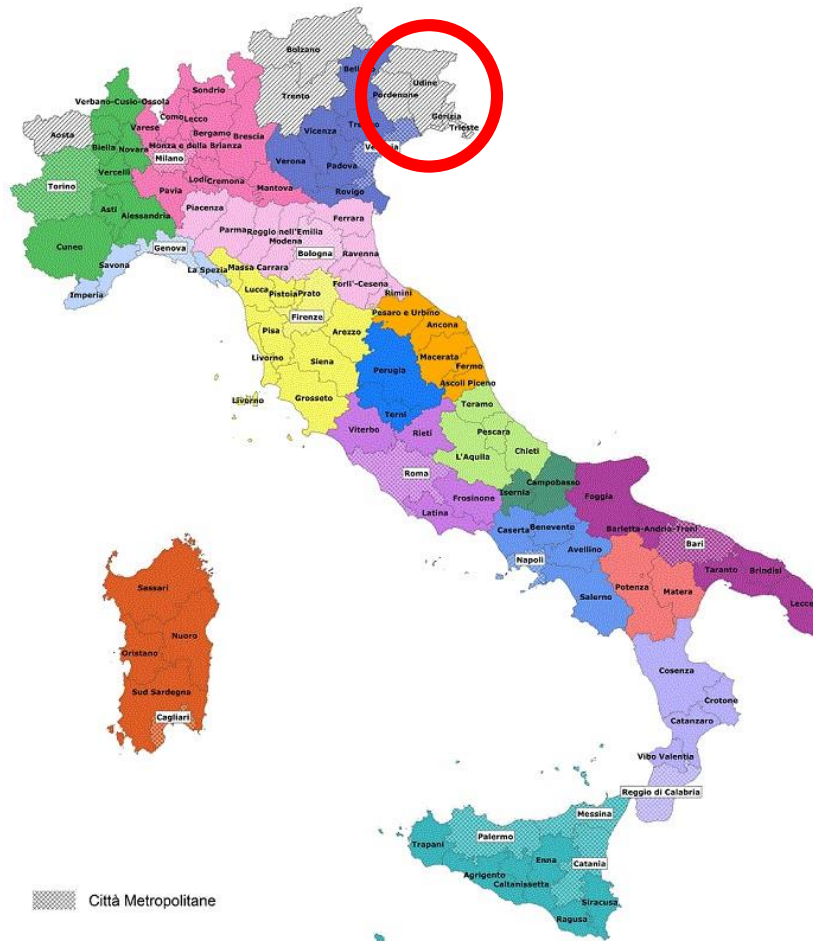 Bolzano
Udine
Pordenone
Trento
Sondrio
Gorizia
Trieste
Verbano-Cusio-Ossola
Como
Lecco
Varese
Aosta
Bergamo
Brescia
Vicenza
Biella
Novara
Monza e della Brianza
Milano
Verona
Padova
Vercelli
Torino
Lodi
Cremona
Mantova
Rovigo
Pavia
Asti
Alessandria
Piacenza
Ferrara
Parma
Reggio nell'Emilia
Modena
Bologna
Ravenna
Cuneo
Genova
Savona
La Spezia
Massa Carrara
Forli'-Cesena
Imperia
Lucca
Pistoia
Prato
Rimini
Firenze
Pesaro e Urbino
Ancona
Pisa
Arezzo
Livorno
Siena
Macerata
Fermo
Perugia
Ascoli Piceno
Livorno
Grosseto
Terni
Teramo
Viterbo
Rieti
Pescara
L'Aquila
Chieti
Roma
Campobasso
Isernia
Foggia
Frosinone
Latina
Caserta
Benevento
Barletta-Andria-Trani
Bari
Avellino
Napoli
Taranto
Brindisi
Potenza
Matera
Salerno
Lecce
Sassari
Nuoro
Oristano
Sud Sardegna
Cagliari
Cosenza
Crotone
Catanzaro
Vibo Valentia
Reggio di Calabria
Messina
Palermo
Trapani
Enna
Catania
Agrigento
Caltanissetta
Siracusa
Ragusa
Città Metropolitane